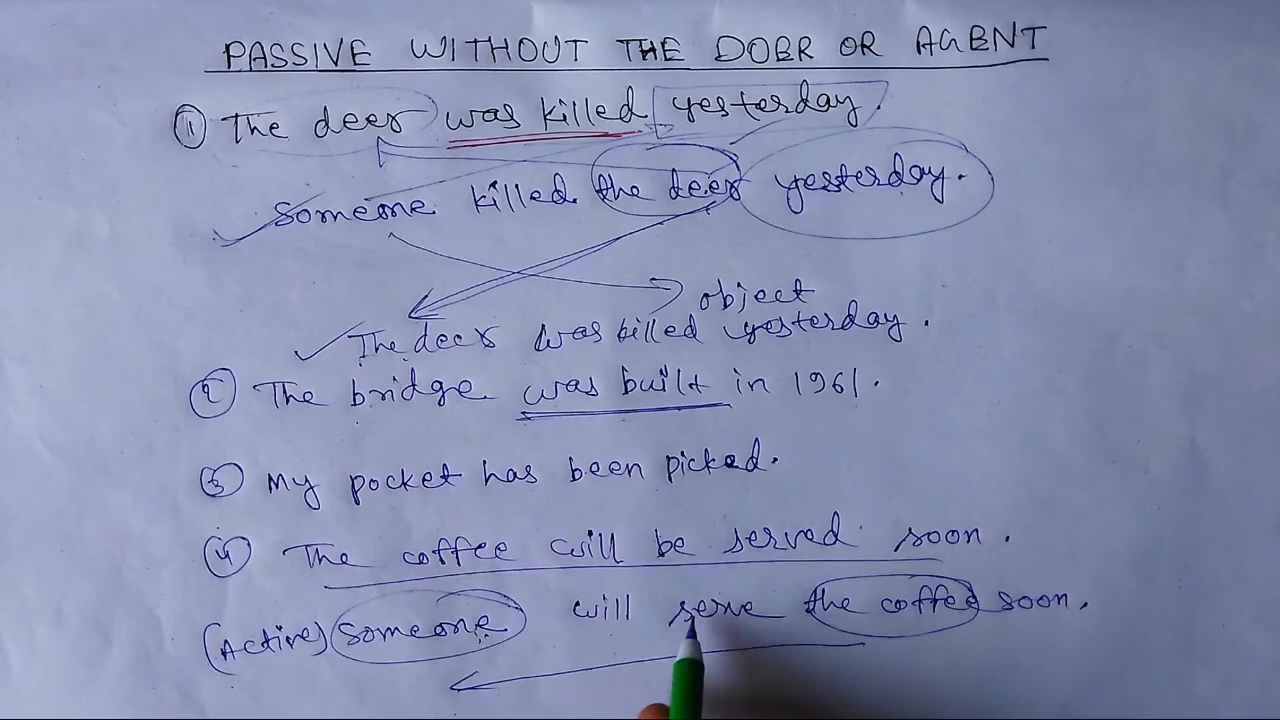 PASSIVE WITHOUT THE DOER OR AGENT
① The deer was killed yesterday.
Someone killed the deer yesterday.
object
The deer was killed yesterday.
② The bridge was built in 1961.
③ My pocket has been picked.
④ The coffee will be served soon.
(Active) Someone will serve the coffee soon.